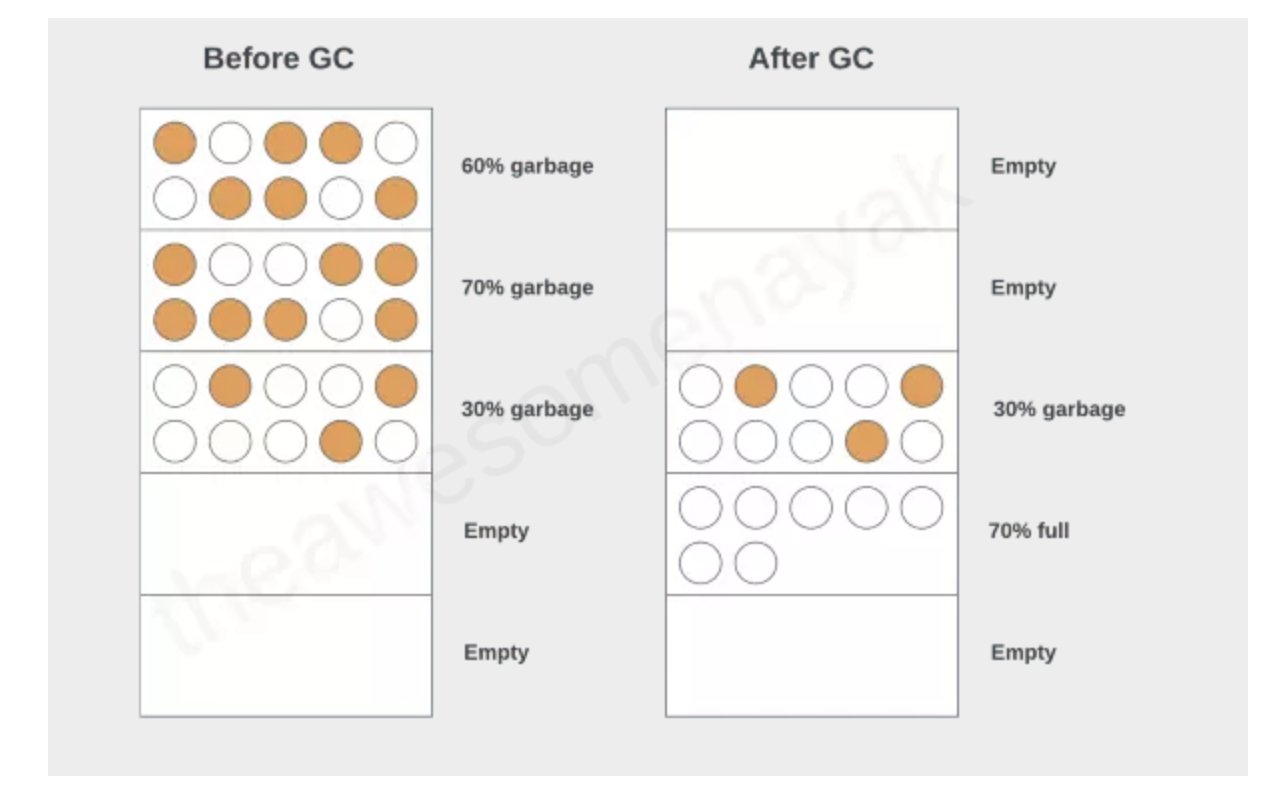 Before GC
After GC
60% garbage
Empty
70% garbage
Empty
30% garbage
30% garbage
Empty
70% full
Empty
Empty
theawesomenayak